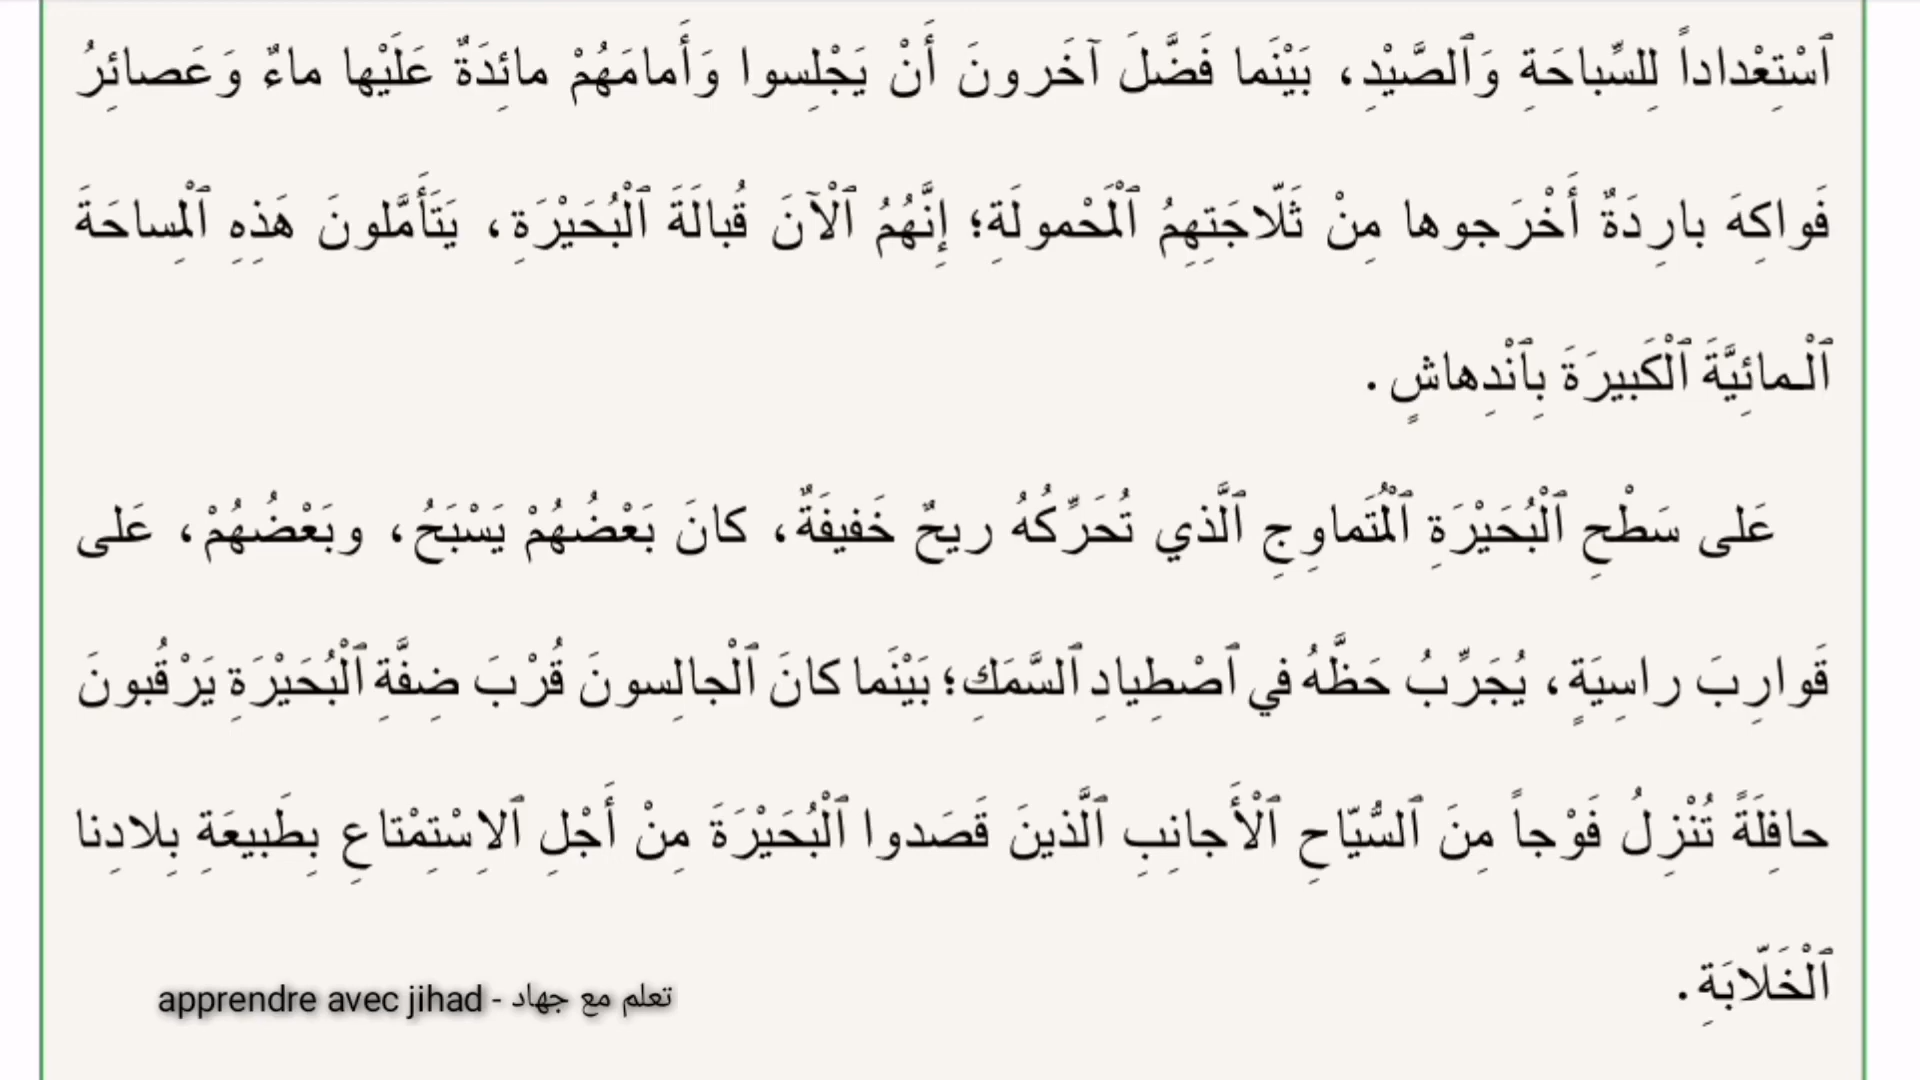 ٱسْتِعْداداً لِلسِّباحَةِ وَٱلصَّيْدِ، بَيْنَما فَضَّلَ آخَرونَ أَنْ يَجْلِسوا وَأَمامَهُمْ مائِدَةٌ عَلَيْها ماءٌ وَعَصائِرُ
فَواكِهَ بارِدَةٌ أَخْرَجوها مِنْ ثَلّاجَتِهِمُ ٱلْمَحْمولَةِ؛ إِنَّهُمُ ٱلْآنَ قُبالَةَ ٱلْبُحَيْرَةِ، يَتَأَمَّلونَ هَذِهِ ٱلْمِساحَةَ
ٱلْـمائِيَّةَ ٱلْكَبيرَةَ بِٱنْدِهاشٍ.
عَلى سَطْحِ ٱلْبُحَيْرَةِ ٱلْمُتَماوِجِ ٱلَّذي تُحَرِّكُهُ ريحٌ خَفيفَةٌ، كانَ بَعْضُهُمْ يَسْبَحُ، وبَعْضُهُمْ، عَلى
قَوارِبَ راسِيَةٍ، يُجَرِّبُ حَظَّهُ في ٱصْطِيادِ ٱلسَّمَكِ؛ بَيْنَما كانَ ٱلْجالِسونَ قُرْبَ ضِفَّةِ ٱلْبُحَيْرَةِ يَرْقُبونَ
حافِلَةً تُنْزِلُ فَوْجاً مِنَ ٱلسُّيّاحِ ٱلْأَجانِبِ ٱلَّذينَ قَصَدوا ٱلْبُحَيْرَةَ مِنْ أَجْلِ ٱلاِسْتِمْتاعِ بِطَبيعَةِ بِلادِنا
ٱلْخَلّابَةِ.
apprendre avec jihad - تعلم مع جهاد